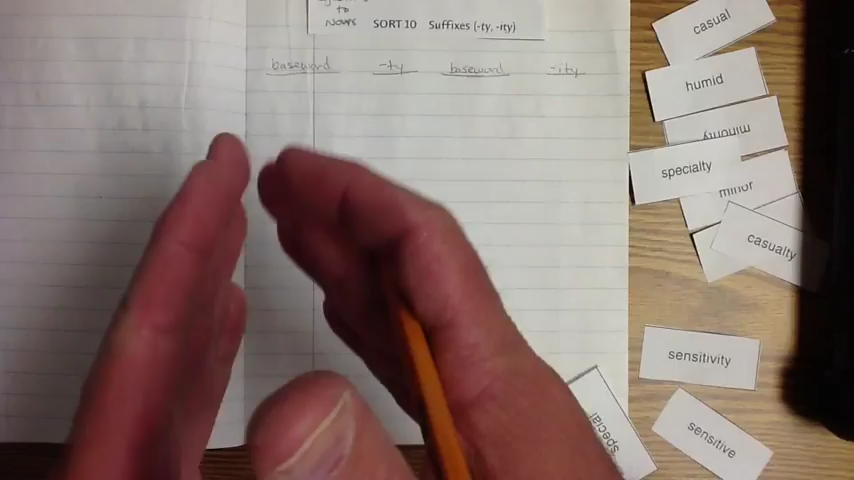 to
Nouns SORT 10 Suffixes (-ty, -ity)
baseword -ty baseword -ity
casual
humid
minority
specialty
minor
casualty
sensitivity
sensitive
special